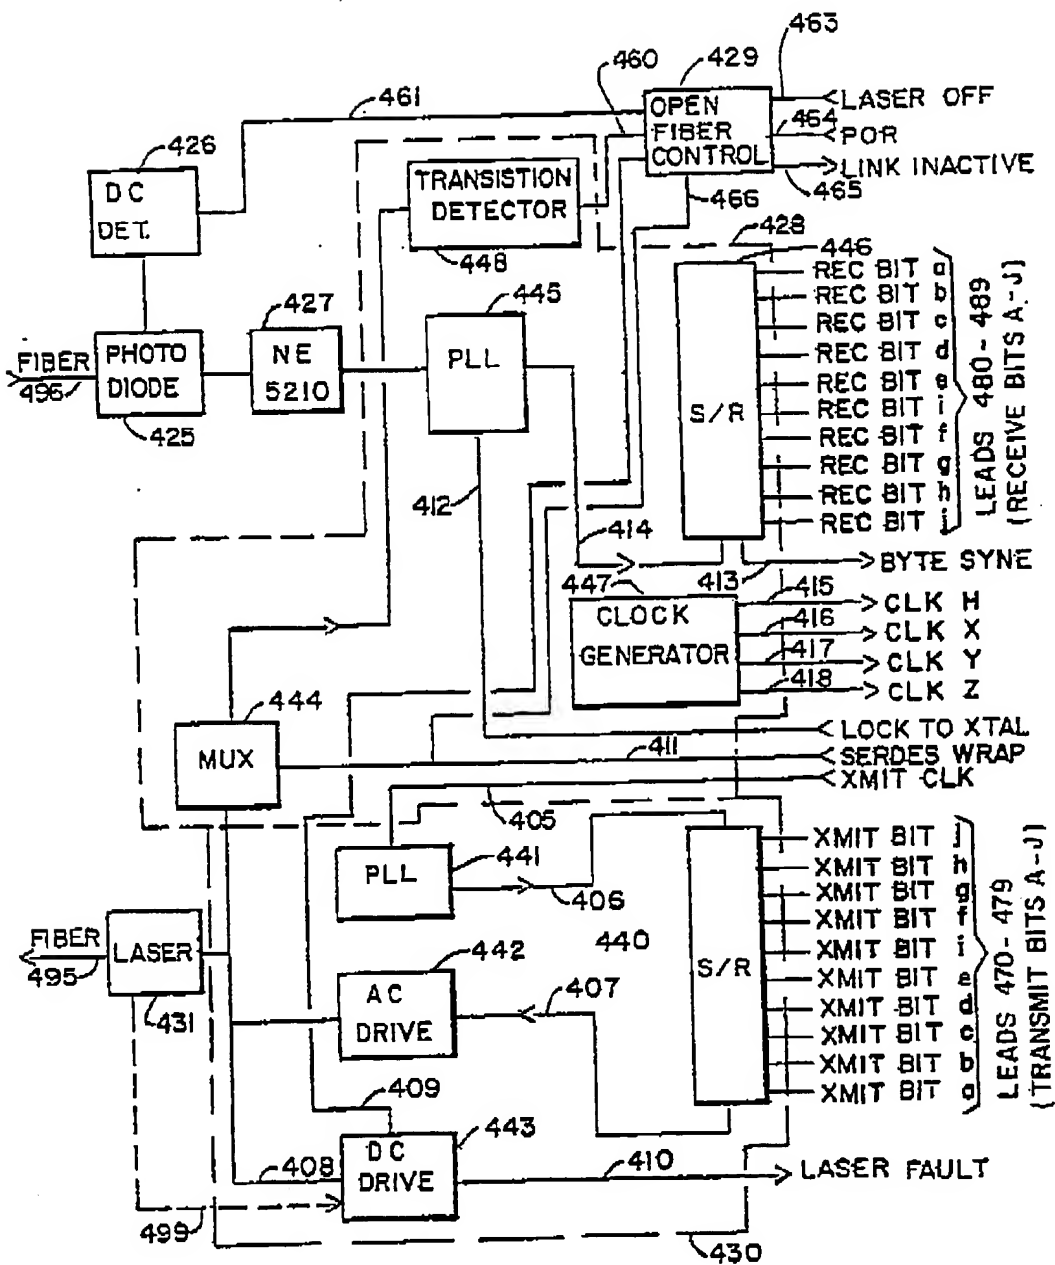 463
429
460
LASER OFF
461
OPEN
FIBER
CONTROL
464
POR
426
LINK INACTIVE
465
DC
DET.
TRANSISTION
DETECTOR
466
428
448
446
REC BIT a
REC BIT b
REC BIT c
REC BIT d
REC BIT e
REC BIT i
REC BIT f
REC BIT g
REC BIT h
REC BIT j
LEADS 480-489
(RECEIVE BITS A-J)
427
445
FIBER
496
PHOTO
DIODE
425
NE
5210
PLL
S/R
412
414
413
BYTE SYNE
447
CLOCK
GENERATOR
415
CLK H
416
CLK X
417
CLK Y
418
CLK Z
444
MUX
LOCK TO XTAL
411
SERDES WRAP
XMIT CLK
405
441
PLL
406
440
S/R
XMIT BIT j
XMIT BIT h
XMIT BIT g
XMIT BIT f
XMIT BIT i
XMIT BIT e
XMIT BIT d
XMIT BIT c
XMIT BIT b
XMIT BIT a
LEADS 470-479
(TRANSMIT BITS A-J)
FIBER
495
LASER
431
442
AC
DRIVE
407
409
443
DC
DRIVE
408
410
LASER FAULT
499
430